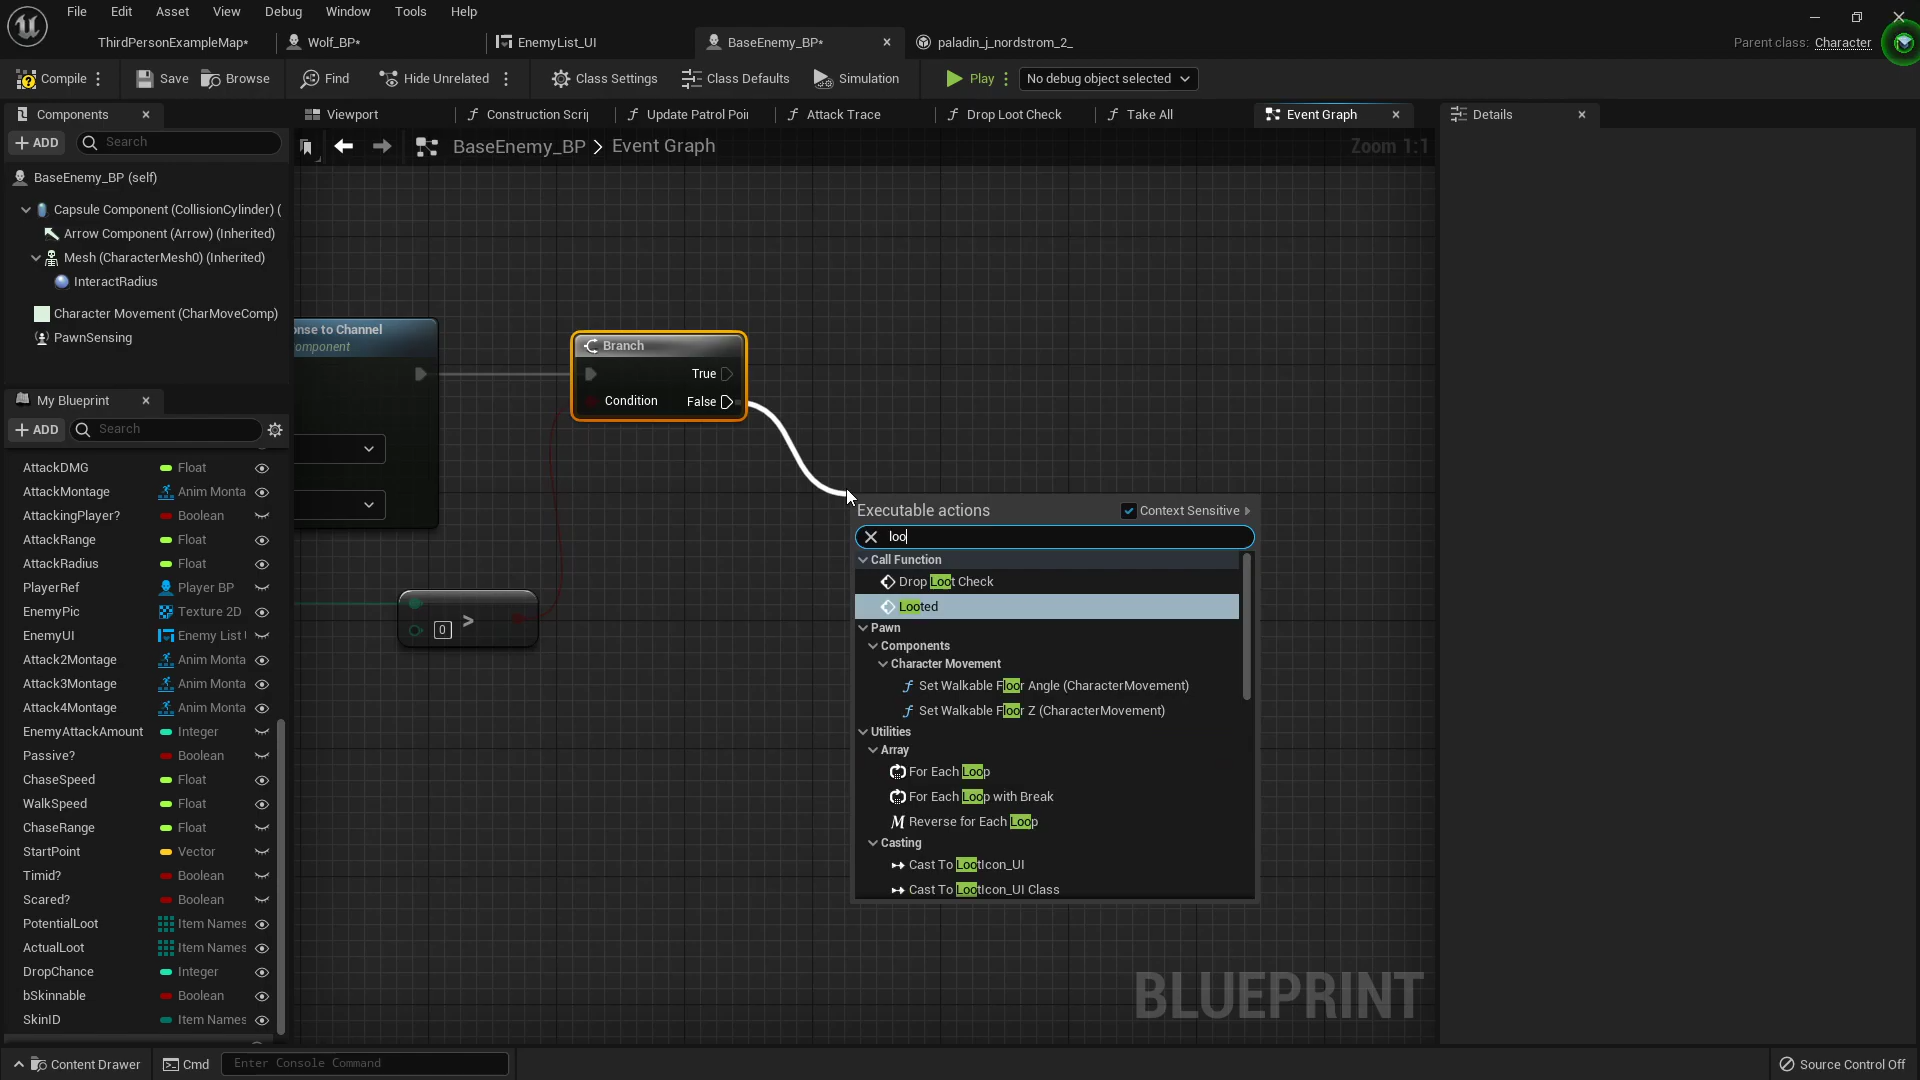 File Edit Asset View Debug Window Tools Help
ThirdPersonExampleMap* Wolf_BP* EnemyList_UI BaseEnemy_BP* paladin_j_nordstrom_2_ Parent class: Character
Compile Save Browse Find Hide Unrelated Class Settings Class Defaults Simulation Play No debug object selected
Components Viewport Construction Scrip Update Patrol Poin Attack Trace Drop Loot Check Take All Event Graph Details
ADD Search BaseEnemy_BP > Event Graph Zoom 1:1
BaseEnemy_BP (self)
Capsule Component (CollisionCylinder) (
Arrow Component (Arrow) (Inherited)
Mesh (CharacterMesh0) (Inherited)
InteractRadius
Character Movement (CharMoveComp)
PawnSensing
onse to Channel
omponent
Branch
True
Condition False
0 >
My Blueprint
ADD Search
AttackDMG Float
AttackMontage Anim Monta
AttackingPlayer? Boolean
AttackRange Float
AttackRadius Float
PlayerRef Player BP
EnemyPic Texture 2D
EnemyUI Enemy List
Attack2Montage Anim Monta
Attack3Montage Anim Monta
Attack4Montage Anim Monta
EnemyAttackAmount Integer
Passive? Boolean
ChaseSpeed Float
WalkSpeed Float
ChaseRange Float
StartPoint Vector
Timid? Boolean
Scared? Boolean
PotentialLoot Item Names
ActualLoot Item Names
DropChance Integer
bSkinnable Boolean
SkinID Item Names
Executable actions Context Sensitive
loo
Call Function
Drop Loot Check
Looted
Pawn
Components
Character Movement
Set Walkable Floor Angle (CharacterMovement)
Set Walkable Floor Z (CharacterMovement)
Utilities
Array
For Each Loop
For Each Loop with Break
Reverse for Each Loop
Casting
Cast To LootIcon_UI
Cast To LootIcon_UI Class
BLUEPRINT
Content Drawer Cmd Enter Console Command Source Control Off